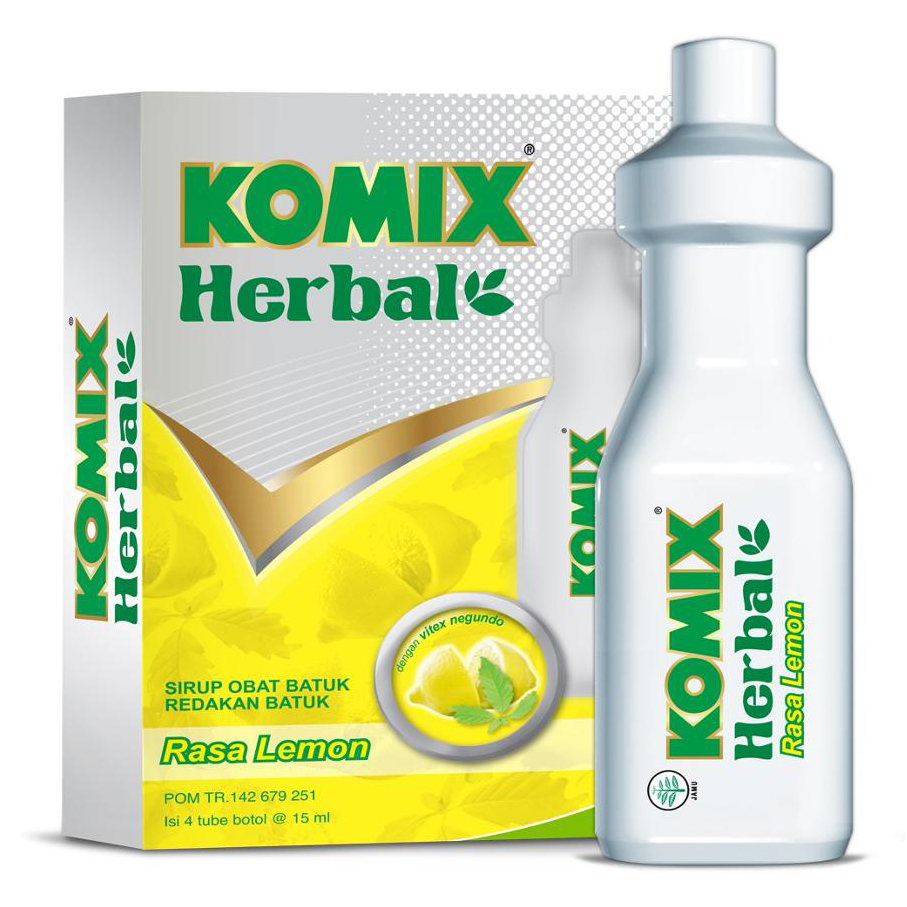 KOMIX®
Herbal
dengan vitex negundo
SIRUP OBAT BATUK
REDAKAN BATUK
Rasa Lemon
POM TR.142 679 251
Isi 4 tube botol @ 15 ml
KOMIX®
Herbal
KOMIX®
KOMIX®
Herbal
Rasa Lemon
JAMU